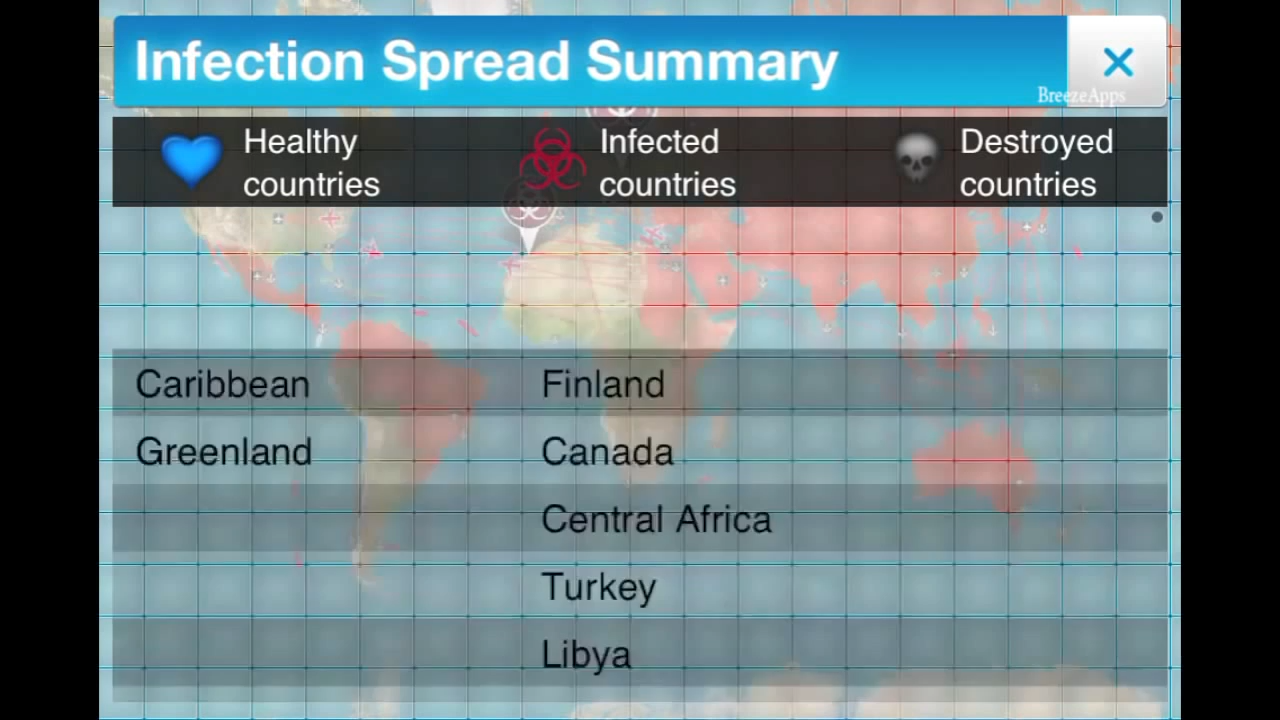 Infection Spread Summary
BreezeApps
Healthy
countries
Infected
countries
Destroyed
countries
Caribbean
Finland
Greenland
Canada
Central Africa
Turkey
Libya